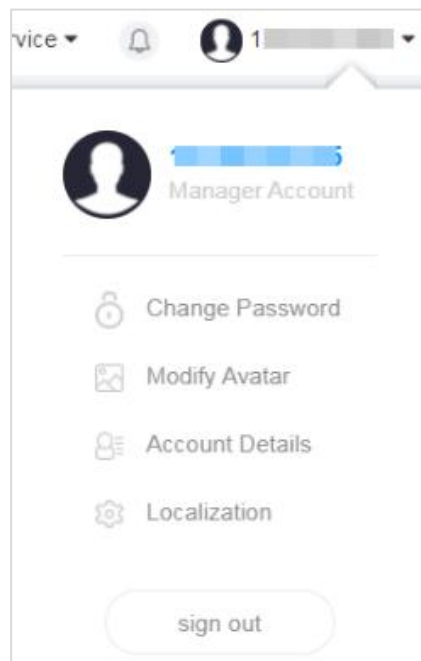 vice 1
Manager Account
Change Password
Modify Avatar
Account Details
Localization
sign out